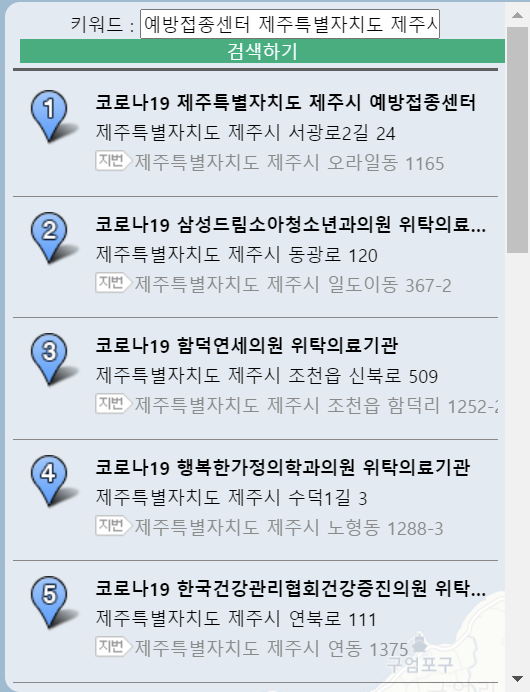 키워드 : 예방접종센터 제주특별자치도 제주시
검색하기
1
코로나19 제주특별자치도 제주시 예방접종센터
제주특별자치도 제주시 서광로2길 24
지번 제주특별자치도 제주시 오라일동 1165
2
코로나19 삼성드림소아청소년과의원 위탁의료...
제주특별자치도 제주시 동광로 120
지번 제주특별자치도 제주시 일도이동 367-2
3
코로나19 함덕연세의원 위탁의료기관
제주특별자치도 제주시 조천읍 신북로 509
지번 제주특별자치도 제주시 조천읍 함덕리 1252-2
4
코로나19 행복한가정의학과의원 위탁의료기관
제주특별자치도 제주시 수덕1길 3
지번 제주특별자치도 제주시 노형동 1288-3
5
코로나19 한국건강관리협회건강증진의원 위탁...
제주특별자치도 제주시 연북로 111
지번 제주특별자치도 제주시 연동 1375
구엄포구